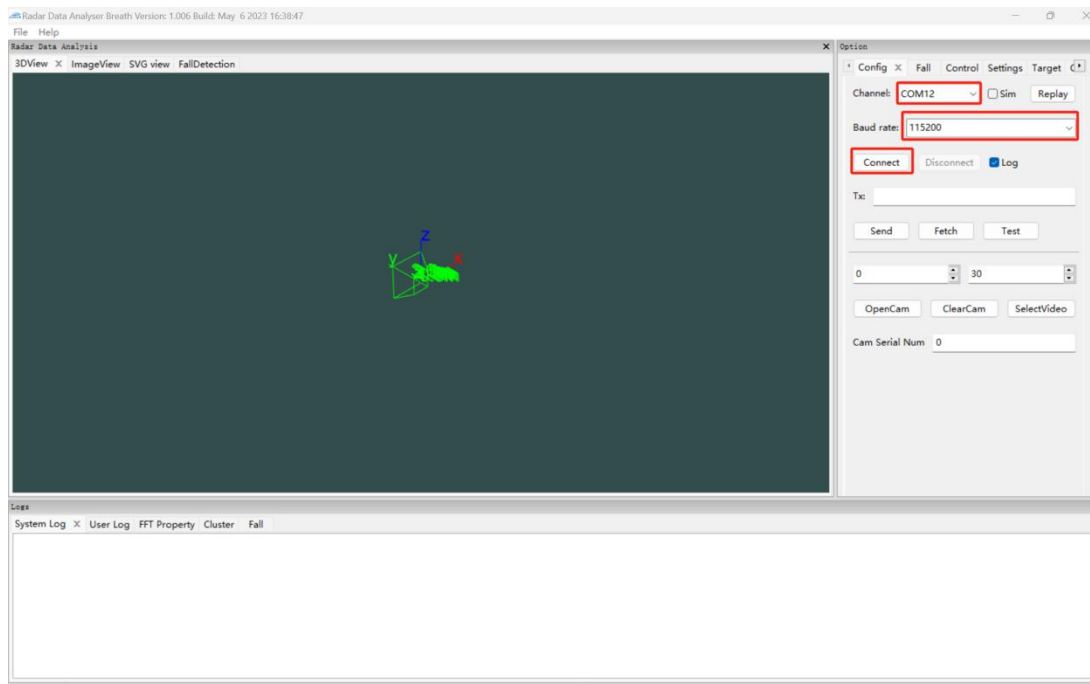 Radar Data Analyser Breath Version: 1.006 Build: May 6 2023 16:38:47
File Help
Radar Data Analysis
3DView ImageView SVG view FallDetection
Z
y
X
Option
Config Fall Control Settings Target
Channel: COM12 Sim Replay
Baud rate: 115200
Connect Disconnect Log
Tx:
Send Fetch Test
0 30
OpenCam ClearCam SelectVideo
Cam Serial Num 0
Logs
System Log User Log FFT Property Cluster Fall